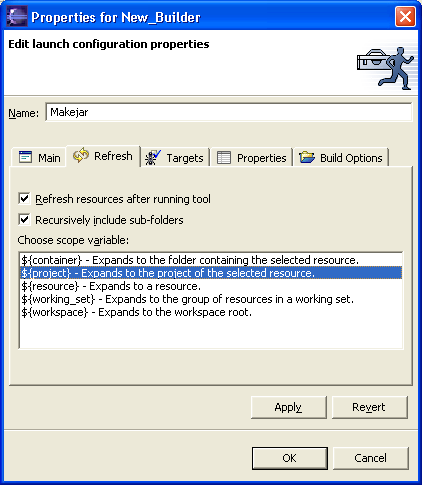 Properties for New_Builder
Edit launch configuration properties
Name: Makejar
Main Refresh Targets Properties Build Options
Refresh resources after running tool
Recursively include sub-folders
Choose scope variable:
${container} - Expands to the folder containing the selected resource.
${project} - Expands to the project of the selected resource.
${resource} - Expands to a resource.
${working_set} - Expands to the group of resources in a working set.
${workspace} - Expands to the workspace root.
Apply Revert
OK Cancel